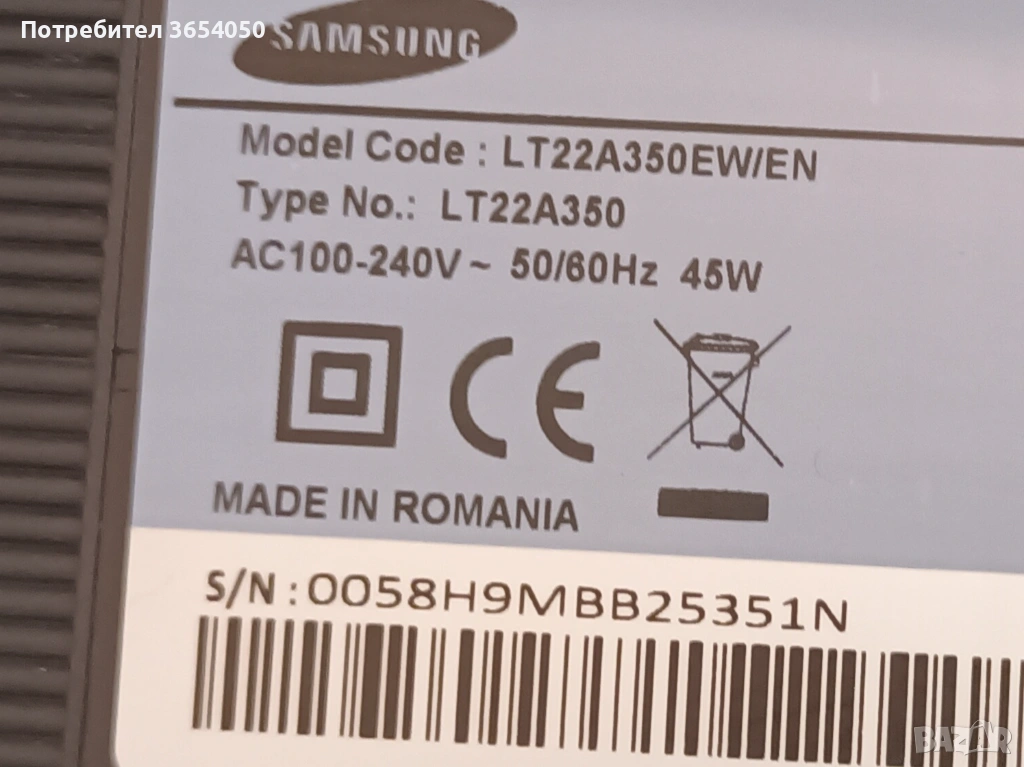 Потребител 3654050
SAMSUNG
Model Code : LT22A350EW/EN
Type No.: LT22A350
AC100-240V~ 50/60Hz 45W
CE
MADE IN ROMANIA
S/N : 0058H9MBB25351N
BAZAR